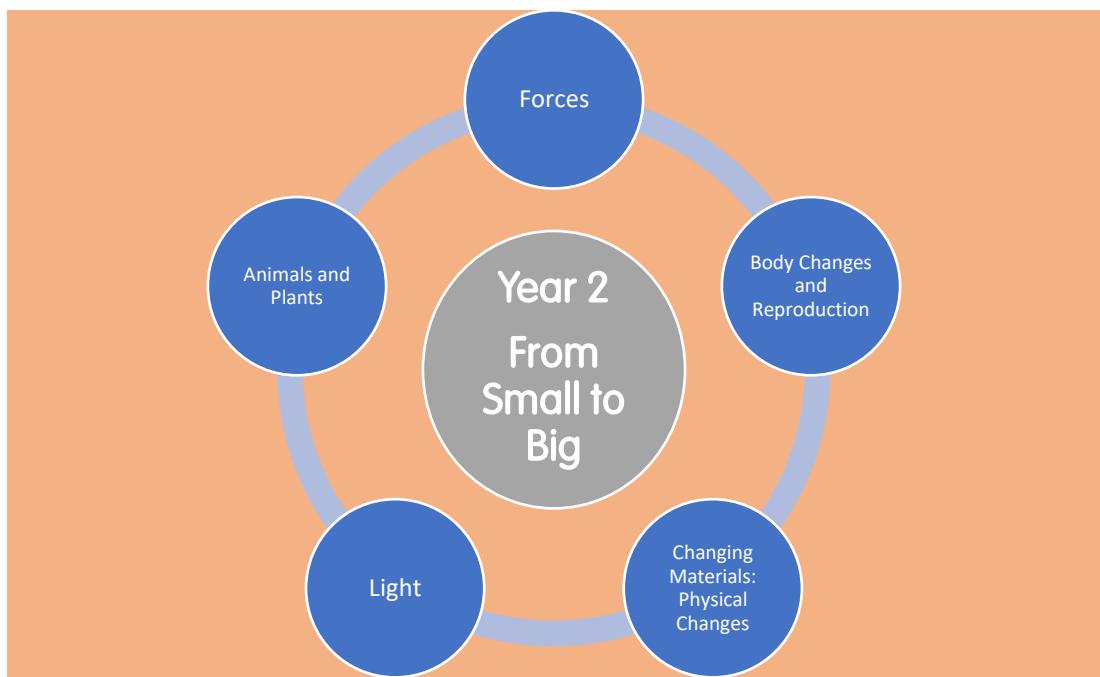 Forces
Body Changes
and
Reproduction
Changing
Materials:
Physical
Changes
Light
Animals and
Plants
Year 2
From
Small to
Big